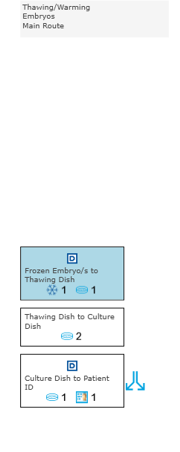 Thawing/Warming
Embryos
Main Route
D
Frozen Embryo/s to
Thawing Dish
1 1
Thawing Dish to Culture
Dish
2
D
Culture Dish to Patient
ID
1 1